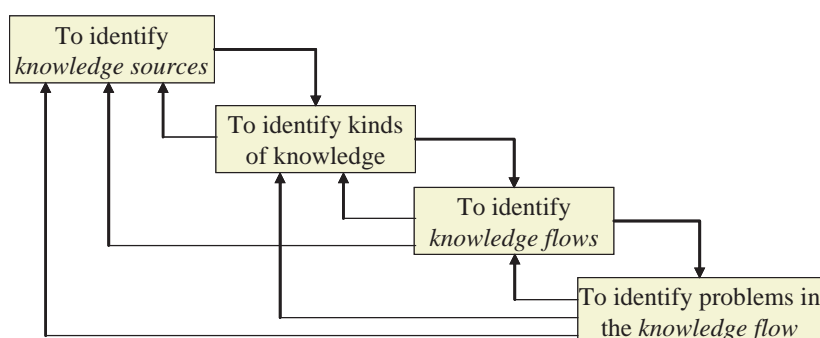 To identify
knowledge sources
To identify kinds
of knowledge
To identify
knowledge flows
To identify problems in
the knowledge flow